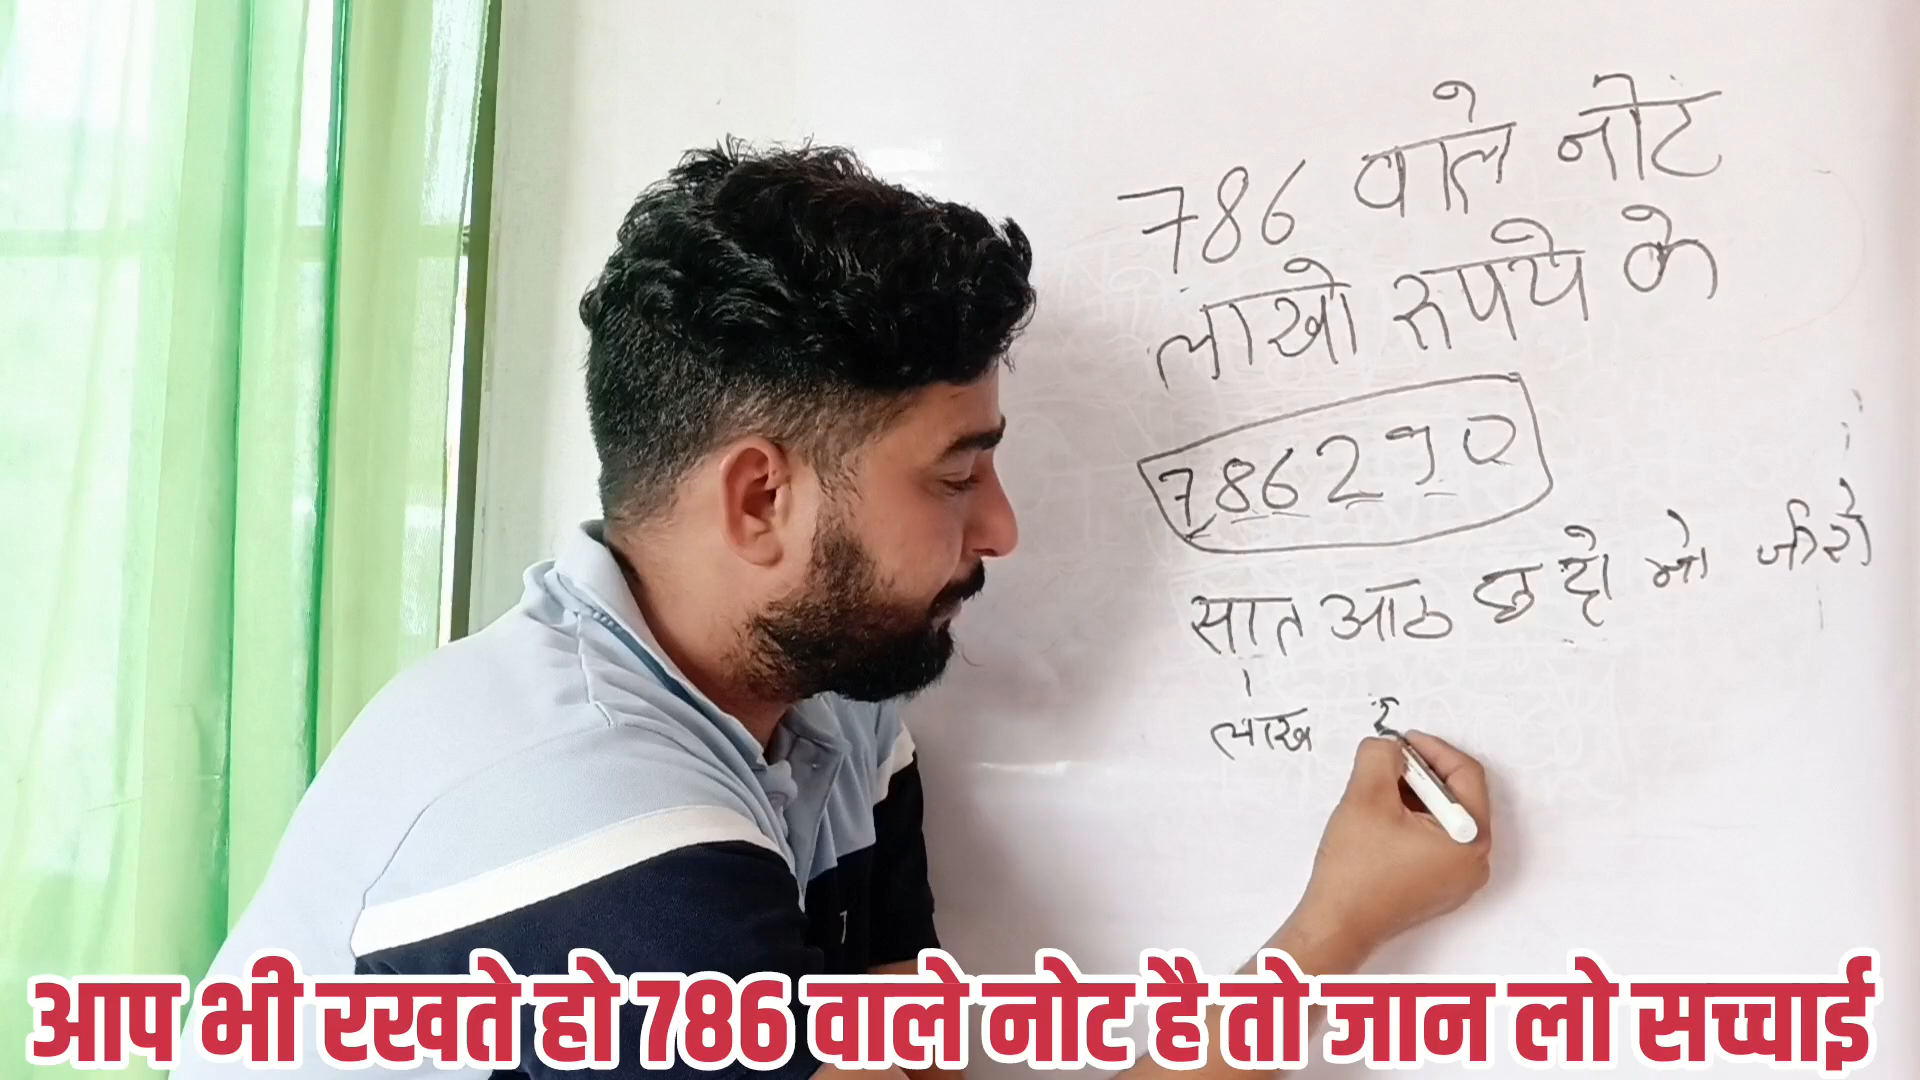 786 वाले नोट
लाखो रूपये के
786290
सात आठ छ दो नो जीरो
लाख
आप भी रखते हो 786 वाले नोट है तो जान लो सच्चाई